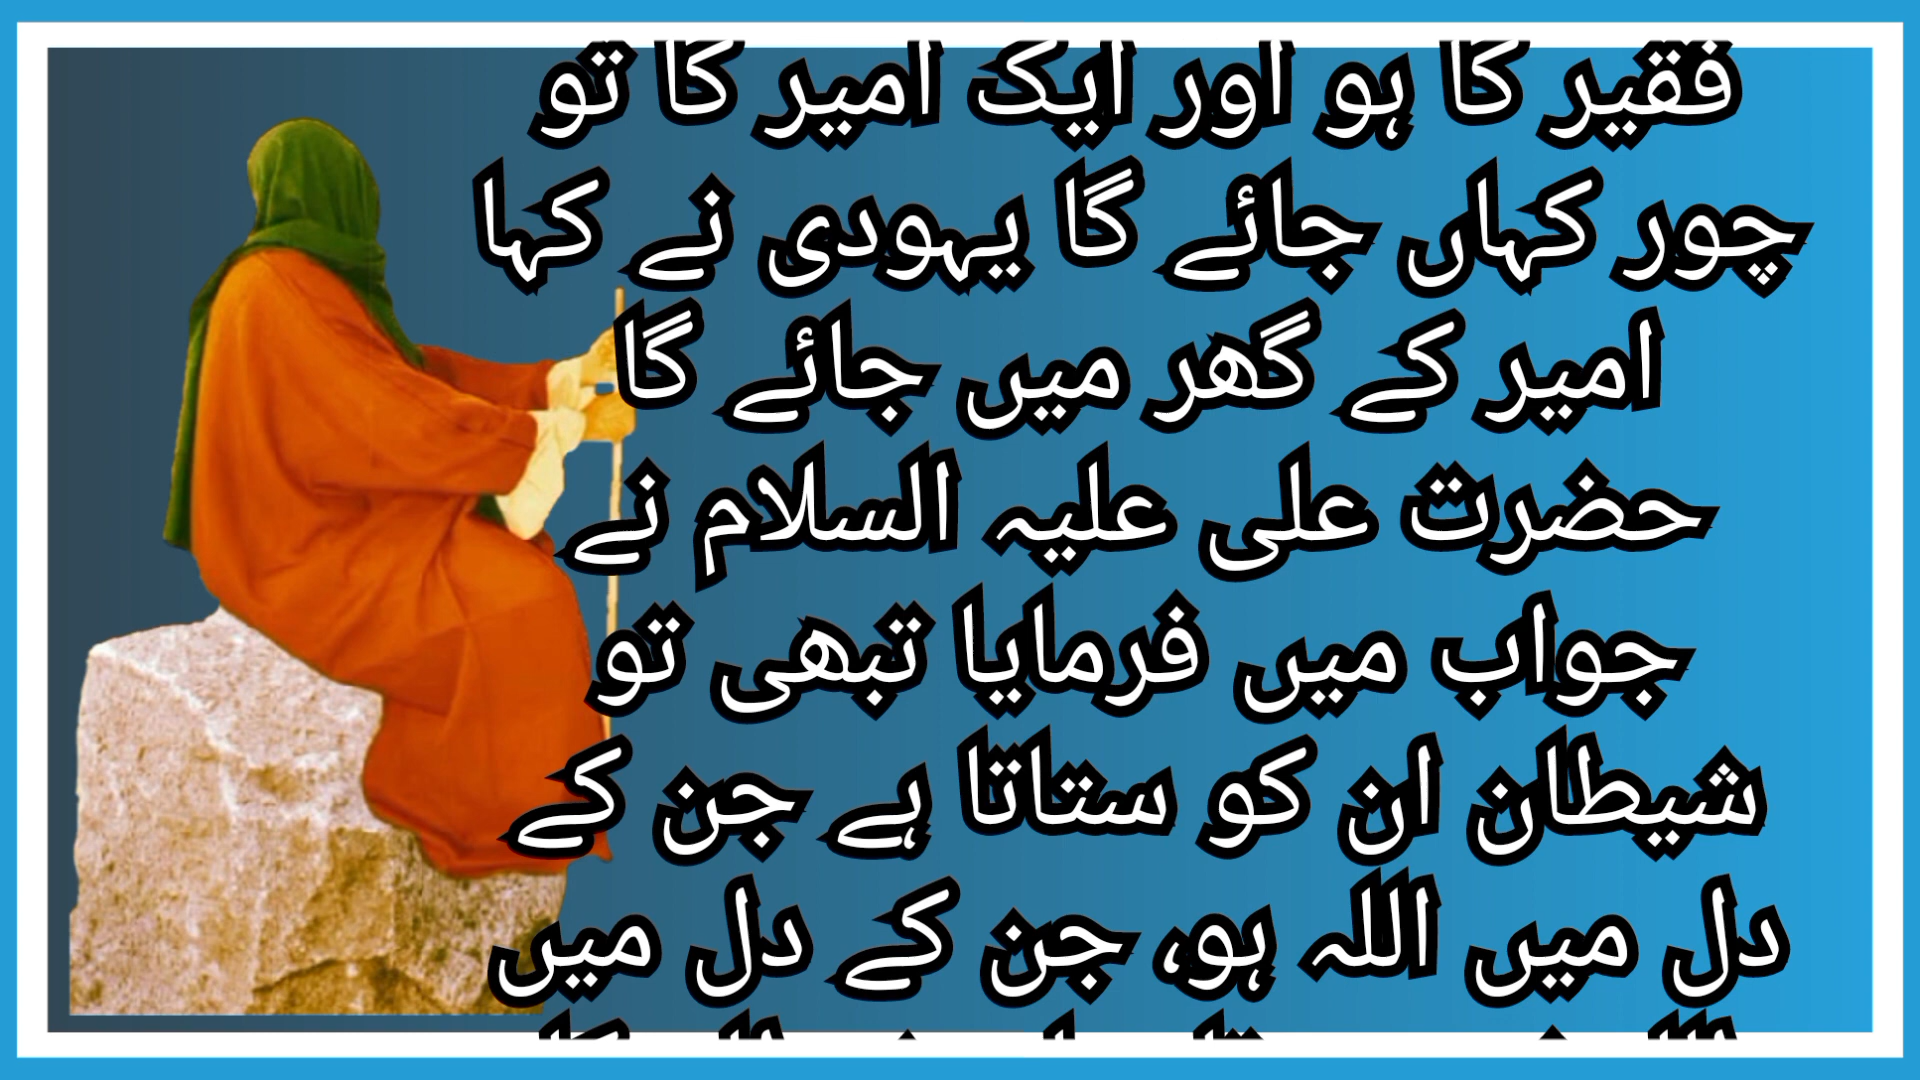 فقیر کا ہو اور ایک امیر کا تو
چور کہاں جائے گا یہودی نے کہا
امیر کے گھر میں جائے گا
حضرت علی علیہ السلام نے
جواب میں فرمایا تبھی تو
شیطان ان کو ستاتا ہے جن کے
دل میں اللہ ہو، جن کے دل میں